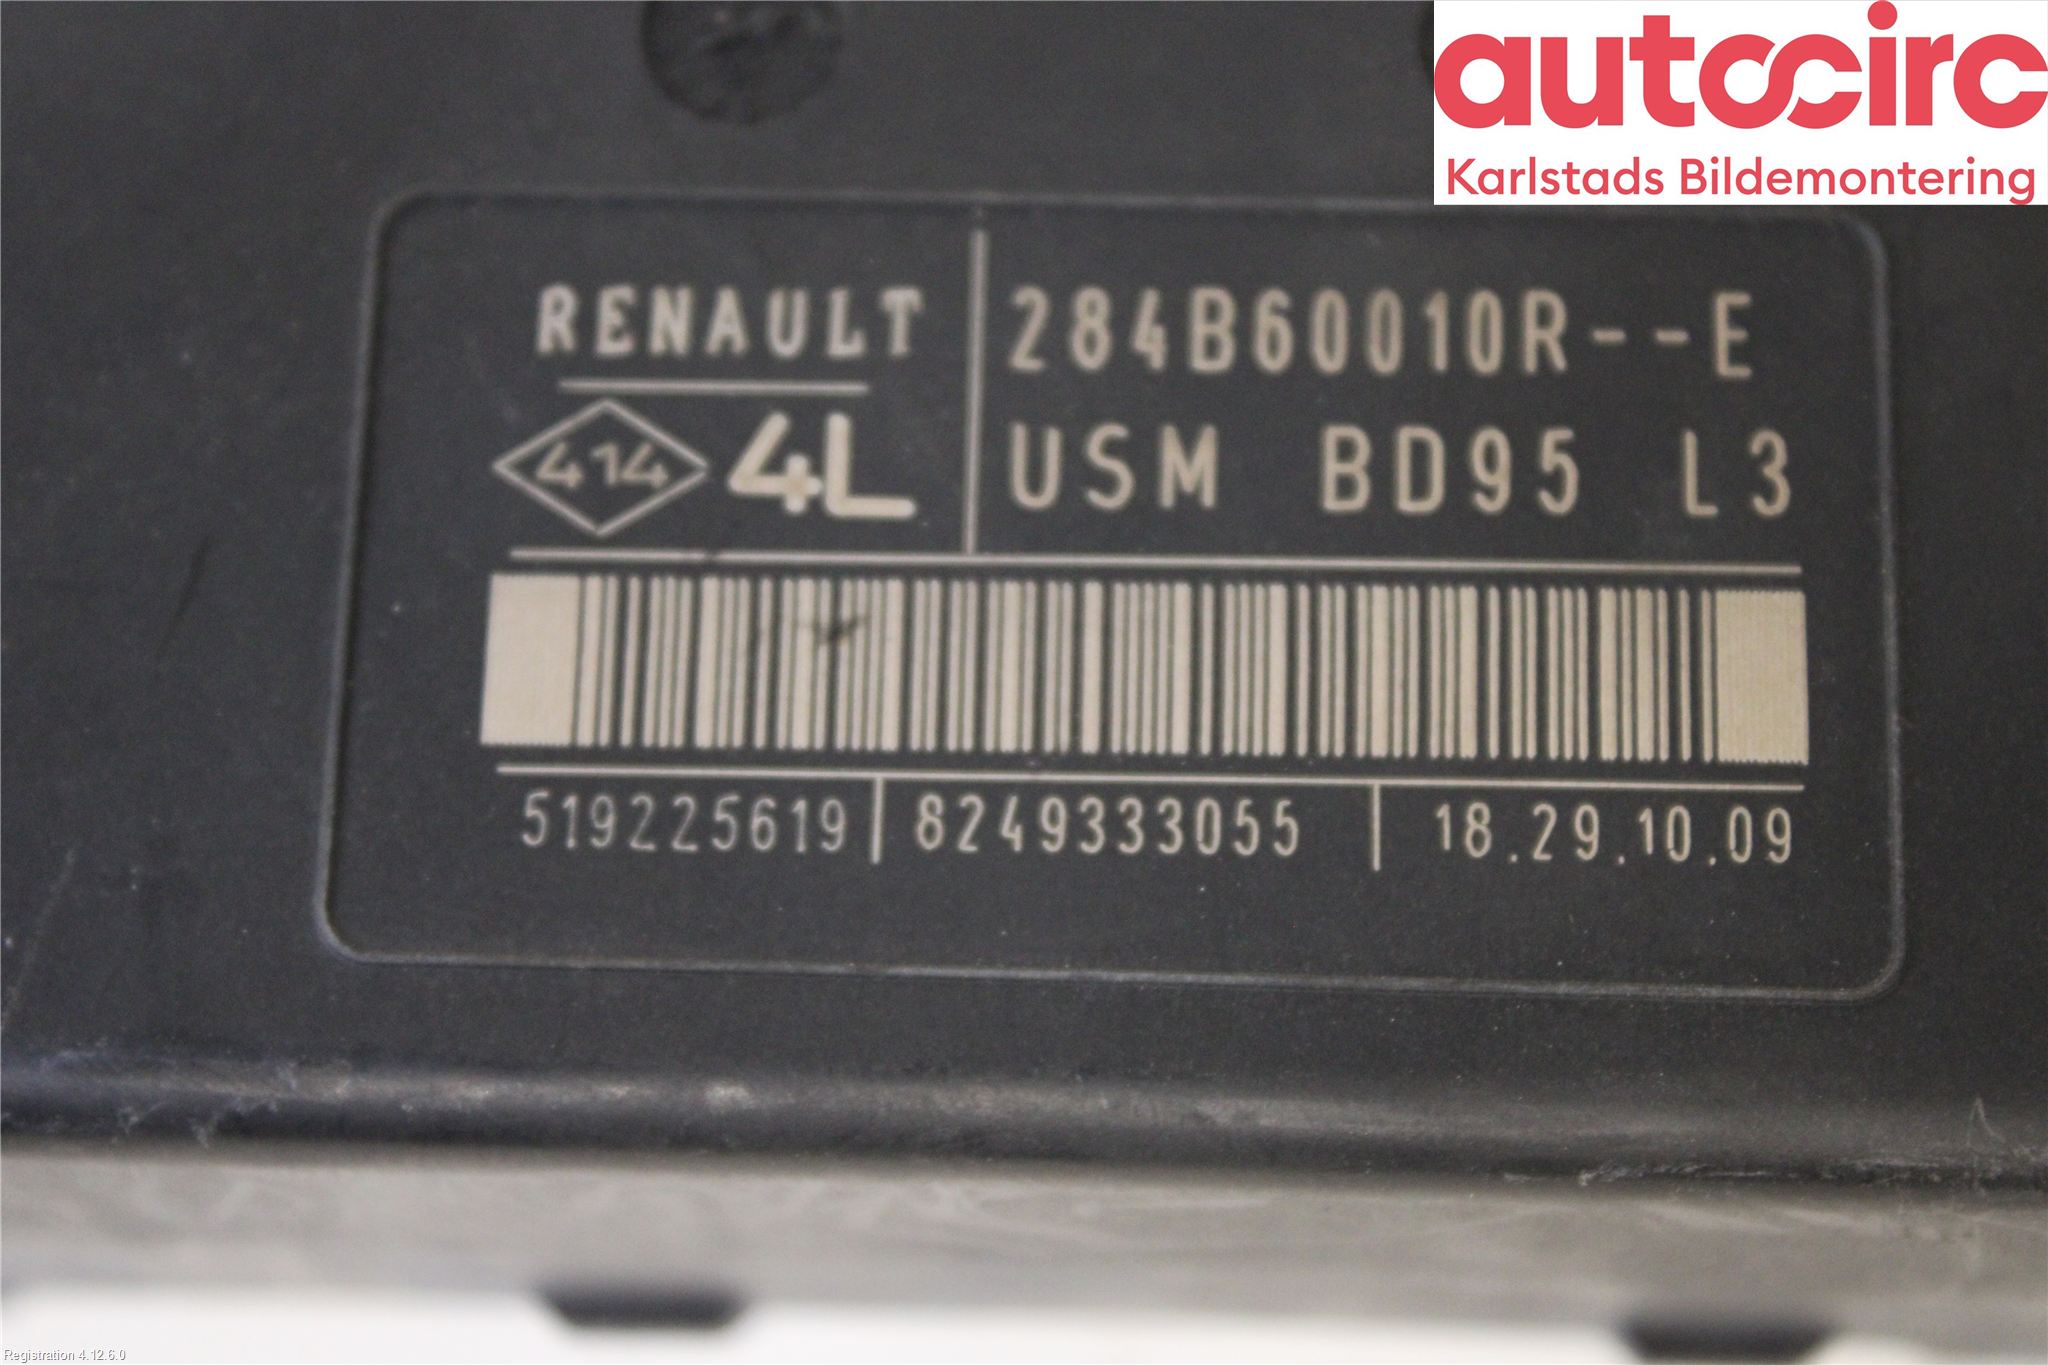 autocirc
Karlstads Bildemontering
RENAULT
284B60010R--E
414 4L
USM BD95 L3
519225619 8249333055 18.29.10.09
Registration 4.12.6.0